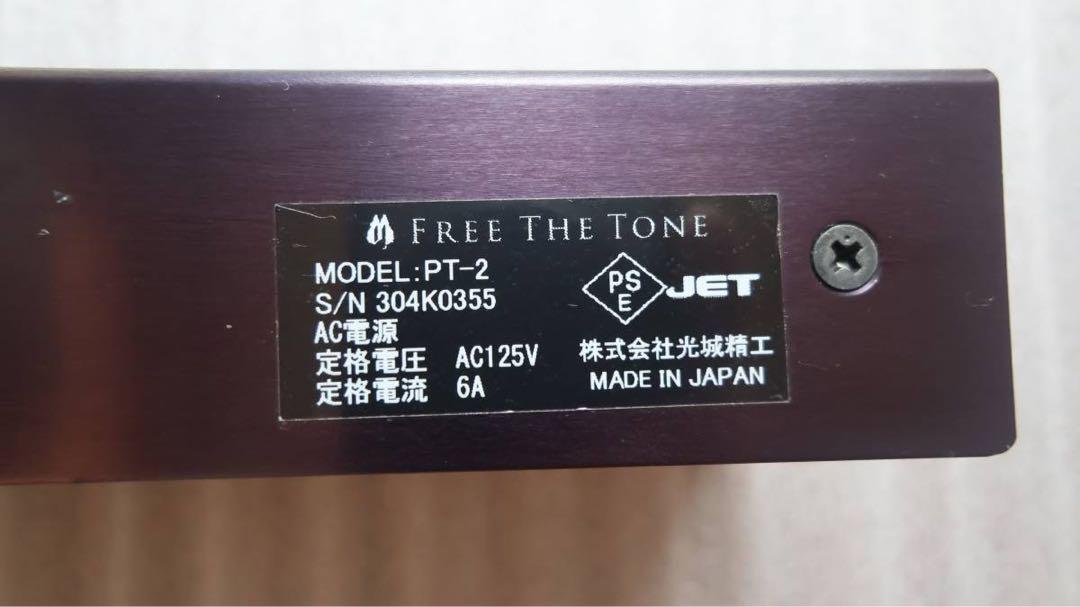 FREE THE TONE
MODEL:PT-2
S/N 304K0355
AC電源
定格電圧 AC125V
定格電流 6A
PS
E
JET
株式会社光城精工
MADE IN JAPAN